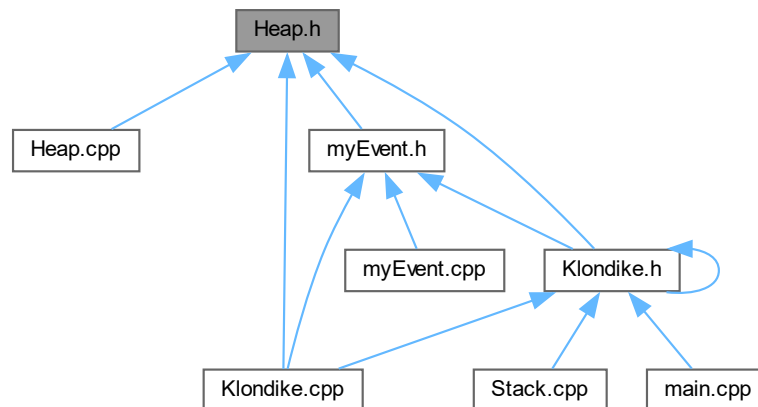 Heap.h
Heap.cpp
myEvent.h
myEvent.cpp
Klondike.h
Klondike.cpp
Stack.cpp
main.cpp